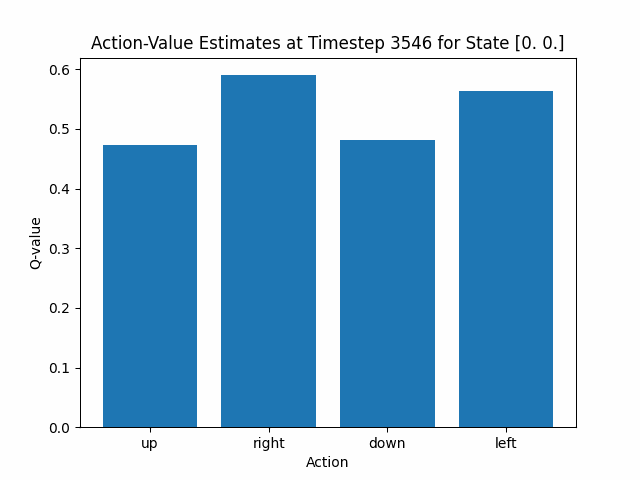 Action-Value Estimates at Timestep 3546 for State [0. 0.]
0.6
0.5
0.4
0.3
0.2
0.1
0.0
Q-value
up right down left
Action